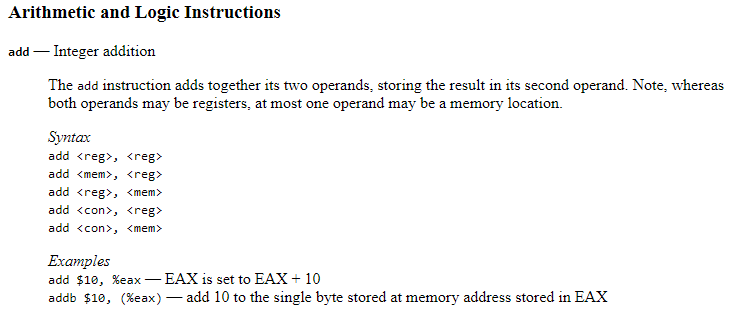 Arithmetic and Logic Instructions
add — Integer addition
The add instruction adds together its two operands, storing the result in its second operand. Note, whereas
both operands may be registers, at most one operand may be a memory location.
Syntax
add <reg>, <reg>
add <mem>, <reg>
add <reg>, <mem>
add <con>, <reg>
add <con>, <mem>
Examples
add $10, %eax — EAX is set to EAX + 10
addb $10, (%eax) — add 10 to the single byte stored at memory address stored in EAX